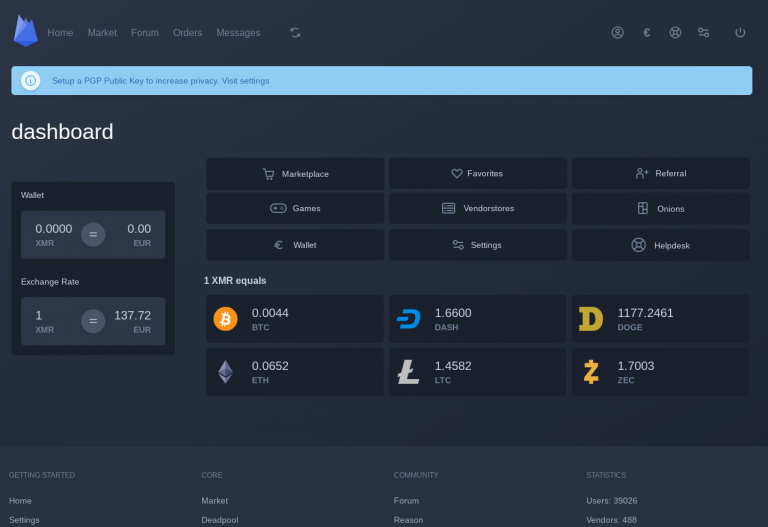 Home Market Forum Orders Messages €
Setup a PGP Public Key to increase privacy. Visit settings
dashboard
Wallet
0.0000 = 0.00
XMR EUR
Exchange Rate
1 = 137.72
XMR EUR
Marketplace Favorites Referral
Games Vendorstores Onions
Wallet Settings Helpdesk
1 XMR equals
0.0044 1.6600 1177.2461
BTC DASH DOGE
0.0652 1.4582 1.7003
ETH LTC ZEC
GETTING STARTED CORE COMMUNITY STATISTICS
Home Market Forum Users: 39026
Settings Deadpool Reason Vendors: 488